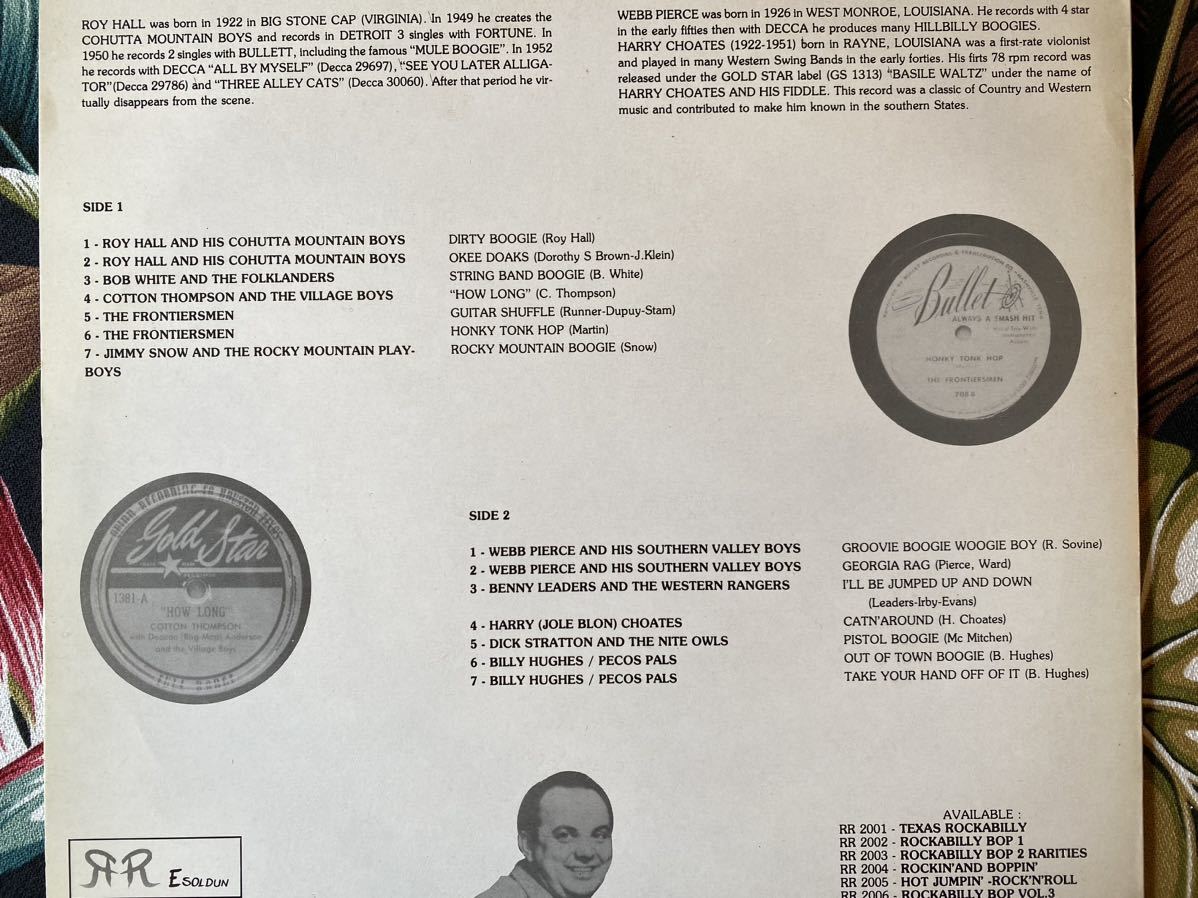 ROY HALL was born in 1922 in BIG STONE CAP (VIRGINIA). In 1949 he creates the
COHUTTA MOUNTAIN BOYS and records in DETROIT 3 singles with FORTUNE. In
1950 he records 2 singles with BULLETT, including the famous “MULE BOOGIE”. In 1952
he records with DECCA “ALL BY MYSELF” (Decca 29697), “SEE YOU LATER ALLIGA-
TOR”(Decca 29786) and “THREE ALLEY CATS” (Decca 30060). After that period he vir-
tually disappears from the scene.
WEBB PIERCE was born in 1926 in WEST MONROE, LOUISIANA. He records with 4 star
in the early fifties then with DECCA he produces many HILLBILLY BOOGIES.
HARRY CHOATES (1922-1951) born in RAYNE, LOUISIANA was a first-rate violonist
and played in many Western Swing Bands in the early forties. His firts 78 rpm record was
released under the GOLD STAR label (GS 1313) “BASILE WALTZ” under the name of
HARRY CHOATES AND HIS FIDDLE. This record was a classic of Country and Western
music and contributed to make him known in the southern States.
SIDE 1
1 - ROY HALL AND HIS COHUTTA MOUNTAIN BOYS DIRTY BOOGIE (Roy Hall)
2 - ROY HALL AND HIS COHUTTA MOUNTAIN BOYS OKEE DOAKS (Dorothy S Brown-J.Klein)
3 - BOB WHITE AND THE FOLKLANDERS STRING BAND BOOGIE (B. White)
4 - COTTON THOMPSON AND THE VILLAGE BOYS “HOW LONG” (C. Thompson)
5 - THE FRONTIERSMEN GUITAR SHUFFLE (Runner-Dupuy-Stam)
6 - THE FRONTIERSMEN HONKY TONK HOP (Martin)
7 - JIMMY SNOW AND THE ROCKY MOUNTAIN PLAY- ROCKY MOUNTAIN BOOGIE (Snow)
BOYS
Bullet
ALWAYS A SMASH HIT
HONKY TONK HOP
THE FRONTIERSMEN
Gold Star
1381-A
"HOW LONG"
COTTON THOMPSON
with Deacon (Rag-Mop) Anderson
and the Village Boys
FULL RANGE
SIDE 2
1 - WEBB PIERCE AND HIS SOUTHERN VALLEY BOYS GROOVIE BOOGIE WOOGIE BOY (R. Sovine)
2 - WEBB PIERCE AND HIS SOUTHERN VALLEY BOYS GEORGIA RAG (Pierce, Ward)
3 - BENNY LEADERS AND THE WESTERN RANGERS I'LL BE JUMPED UP AND DOWN
(Leaders-Irby-Evans)
4 - HARRY (JOLE BLON) CHOATES CATN'AROUND (H. Choates)
5 - DICK STRATTON AND THE NITE OWLS PISTOL BOOGIE (Mc Mitchen)
6 - BILLY HUGHES / PECOS PALS OUT OF TOWN BOOGIE (B. Hughes)
7 - BILLY HUGHES / PECOS PALS TAKE YOUR HAND OFF OF IT (B. Hughes)
RR ESOLDUN
AVAILABLE :
RR 2001 - TEXAS ROCKABILLY
RR 2002 - ROCKABILLY BOP 1
RR 2003 - ROCKABILLY BOP 2 RARITIES
RR 2004 - ROCKIN'AND BOPPIN'
RR 2005 - HOT JUMPIN' -ROCK'N'ROLL
RR 2006 - ROCKABILLY BOP VOL.3